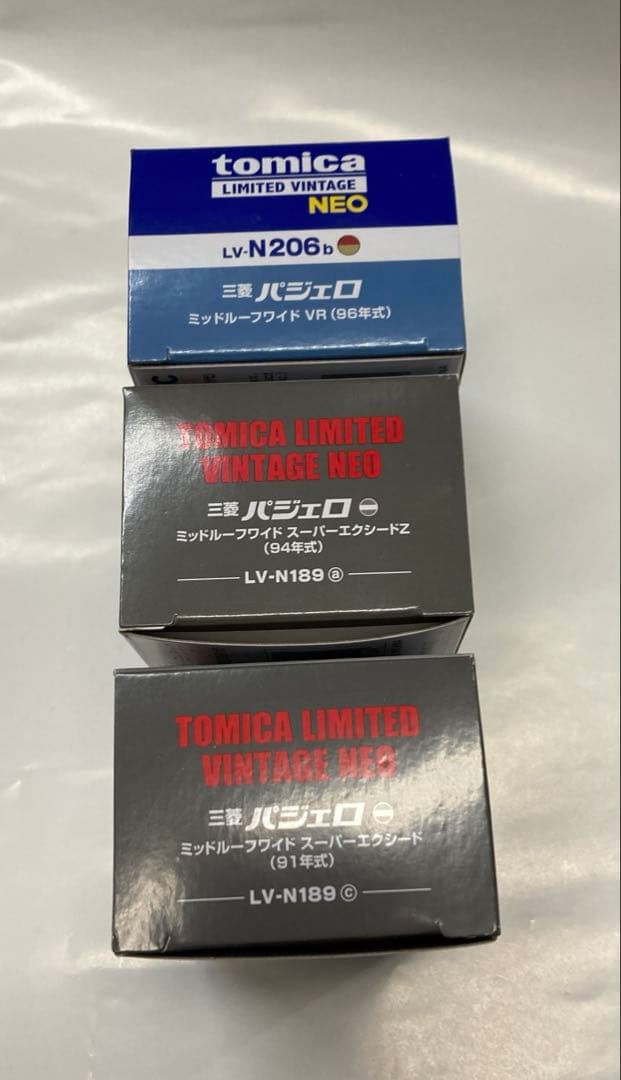 tomica
LIMITED VINTAGE
NEO
LV-N206b
三菱 パジェロ
ミッドルーフワイド VR(96年式)
TOMICA LIMITED
VINTAGE NEO
三菱 パジェロ
ミッドルーフワイド スーパーエクシードZ
(94年式)
LV-N189 ⓐ
TOMICA LIMITED
VINTAGE NEO
三菱 パジェロ
ミッドルーフワイド スーパーエクシード
(91年式)
LV-N189 ⓒ